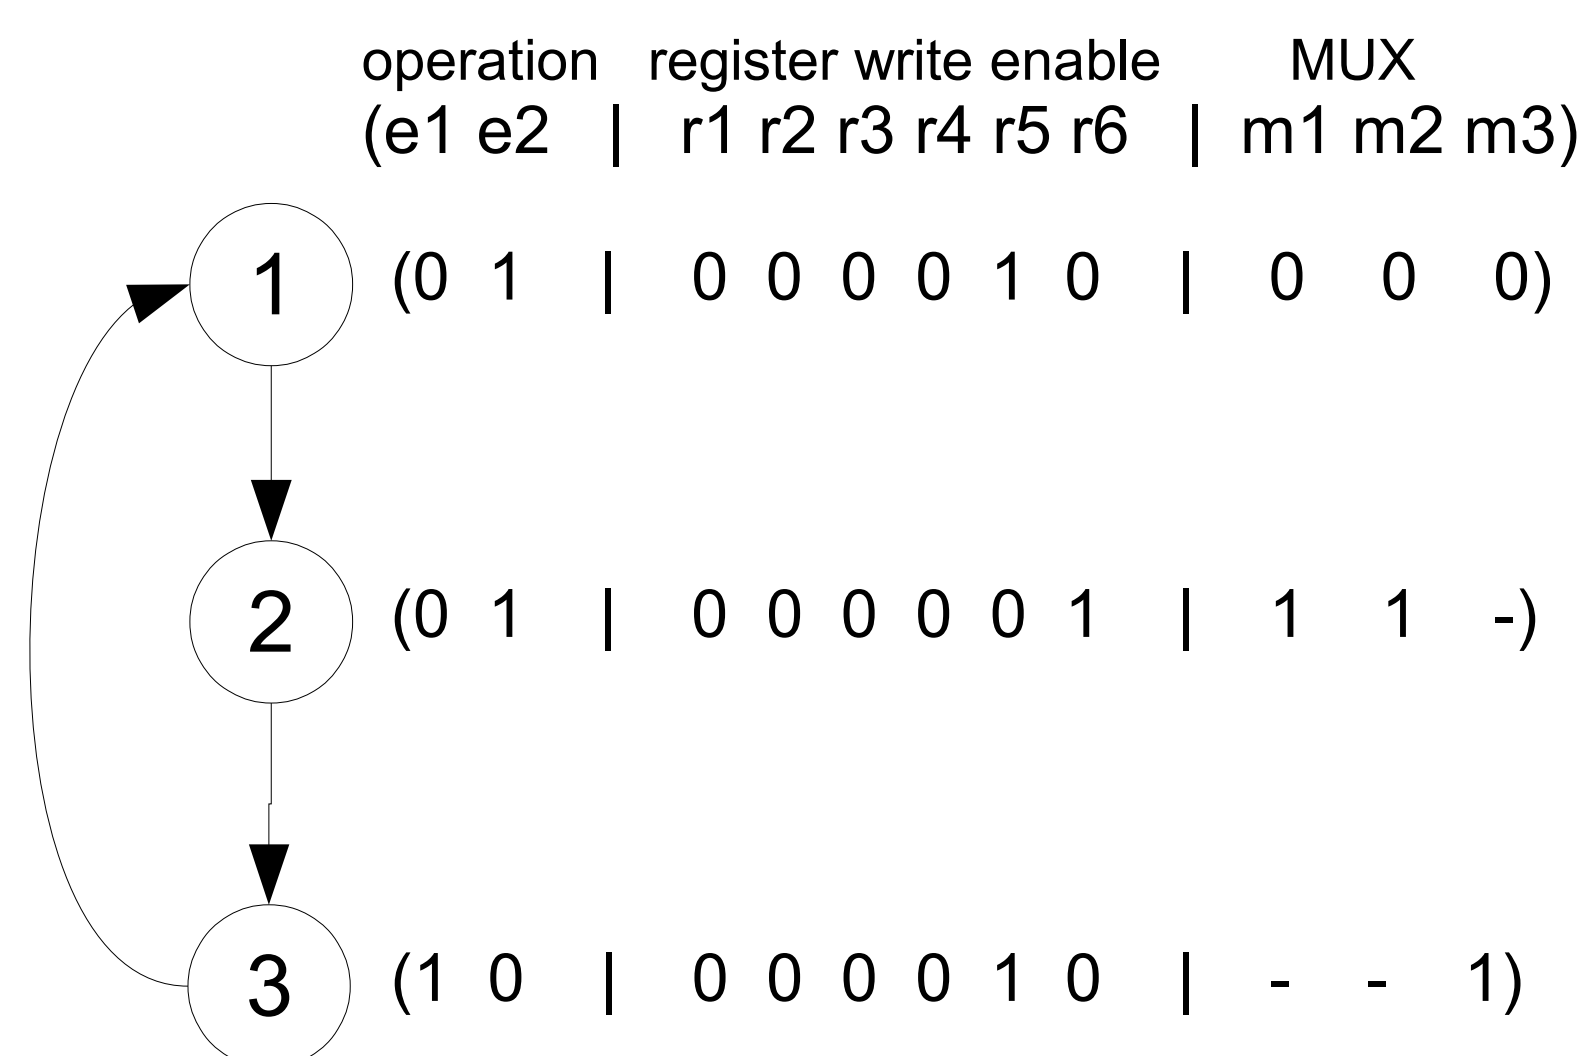 operation register write enable MUX
(e1 e2 | r1 r2 r3 r4 r5 r6 | m1 m2 m3)
1 (0 1 | 0 0 0 0 1 0 | 0 0 0)
2 (0 1 | 0 0 0 0 0 1 | 1 1 -)
3 (1 0 | 0 0 0 0 1 0 | - - 1)